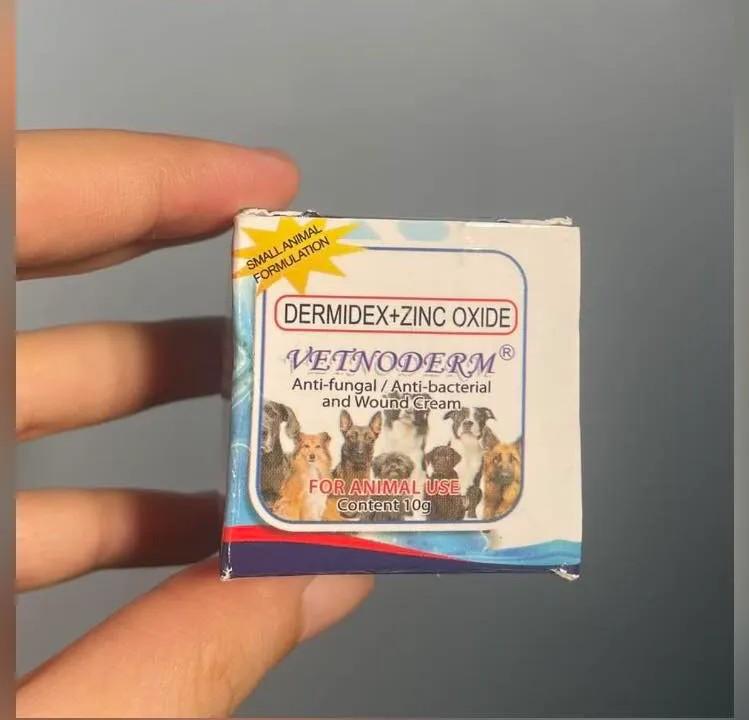 SMALL ANIMAL
FORMULATION
DERMIDEX+ZINC OXIDE
VETNODERM®
Anti-fungal / Anti-bacterial
and Wound Cream
FOR ANIMAL USE
Content 10g